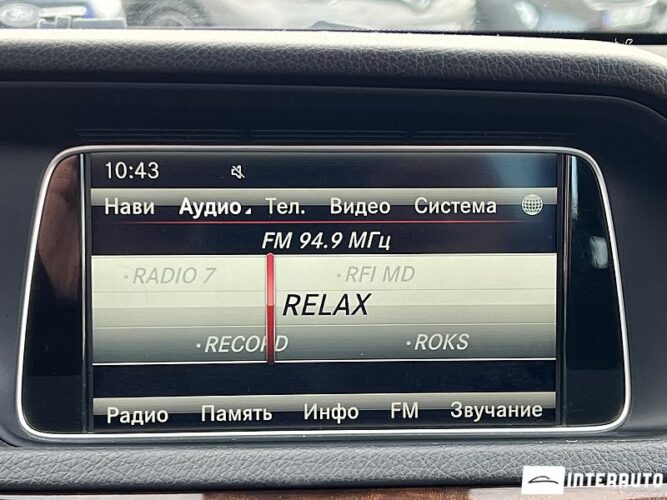 10:43
Нави Аудио Тел. Видео Система
FM 94.9 МГц
·RADIO 7 ·RFI MD
RELAX
·RECORD ·ROKS
Радио Память Инфо FM Звучание
INTERAUTO